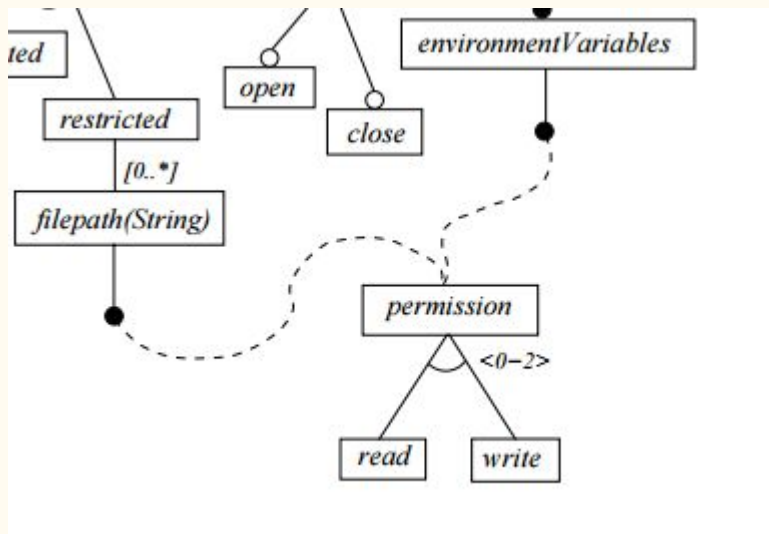 environmentVariables
ted
open
restricted
close
[0..*]
filepath(String)
permission
<0−2>
read
write